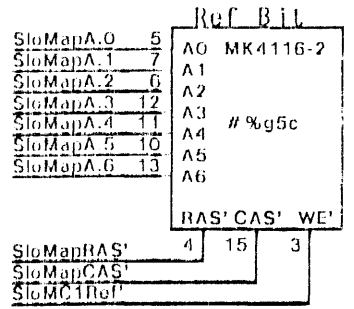 Ref Bit
SloMapA.0 5 A0 MK4116-2
SloMapA.1 7 A1
SloMapA.2 6 A2
SloMapA.3 12 A3
SloMapA.4 11 A4 #%g5c
SloMapA.5 10 A5
SloMapA.6 13 A6
RAS' CAS' WE'
SloMapRAS' 4 15 3
SloMapCAS'
SloMC1Ref'